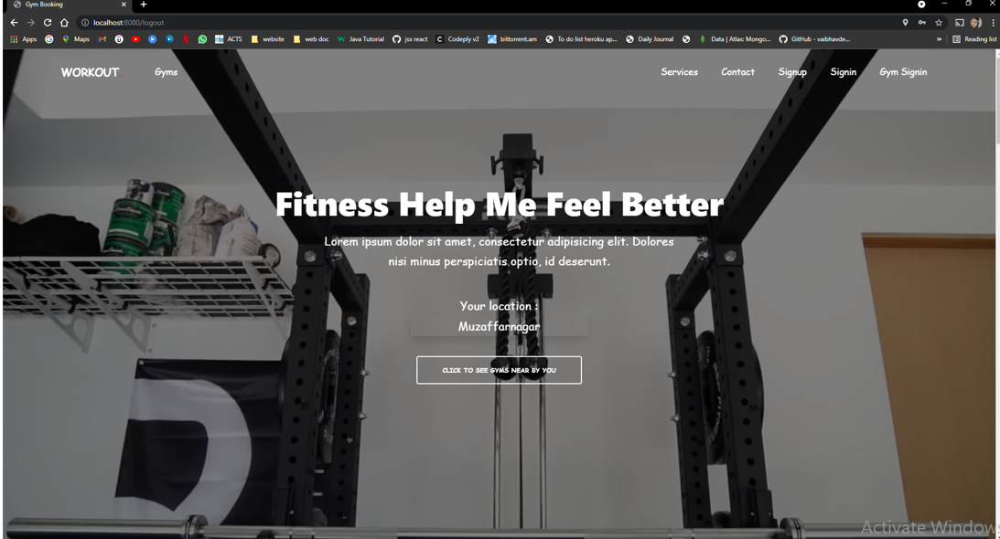 Gym Booking
localhost:8080/logout
Apps
Maps
ACTS
website
web doc
Java Tutorial
jsx react
Codeply v2
bittorrent.am
To do list heroku ap...
Daily Journal
Data | Atlas: Mongo...
GitHub - vaibhavde...
»
Reading list
WORKOUT.
Gyms
Services
Contact
Signup
Signin
Gym Signin
Fitness Help Me Feel Better
Lorem ipsum dolor sit amet, consectetur adipisicing elit. Dolores
nisi minus perspiciatis optio, id deserunt.
Your location :
Muzaffarnagar
CLICK TO SEE GYMS NEAR BY YOU
Activate Window